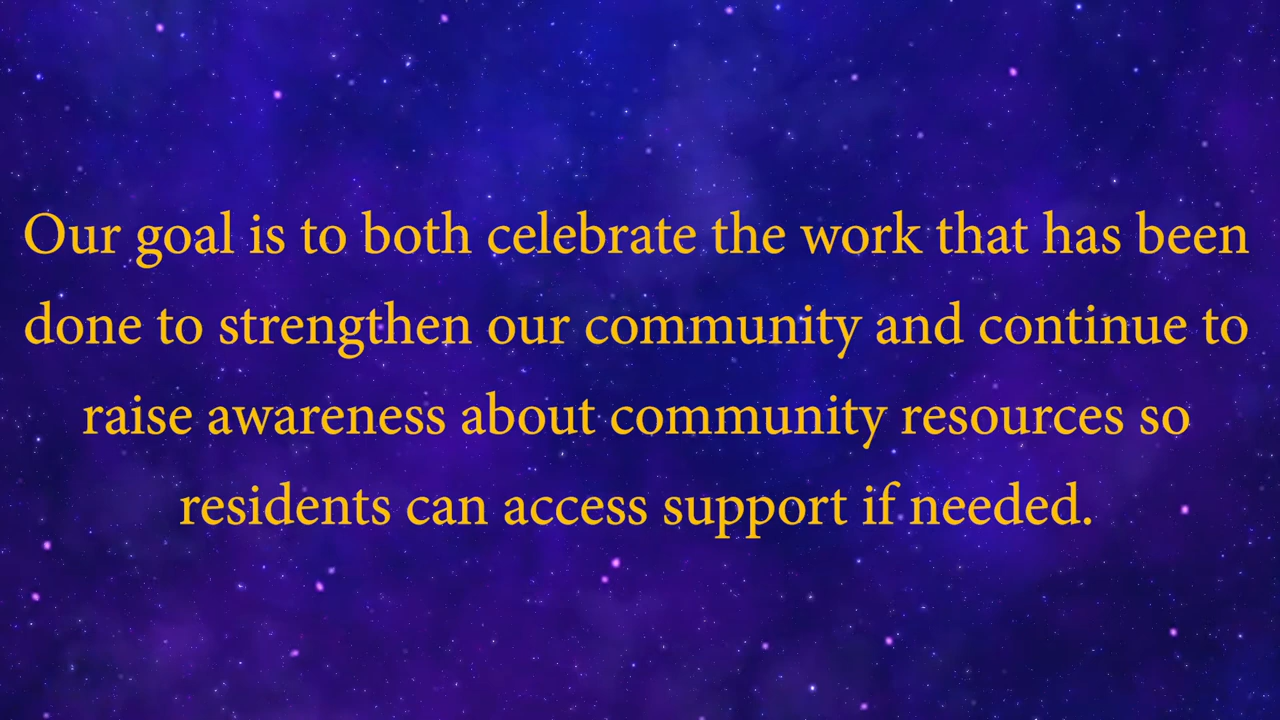 Our goal is to both celebrate the work that has been
done to strengthen our community and continue to
raise awareness about community resources so
residents can access support if needed.